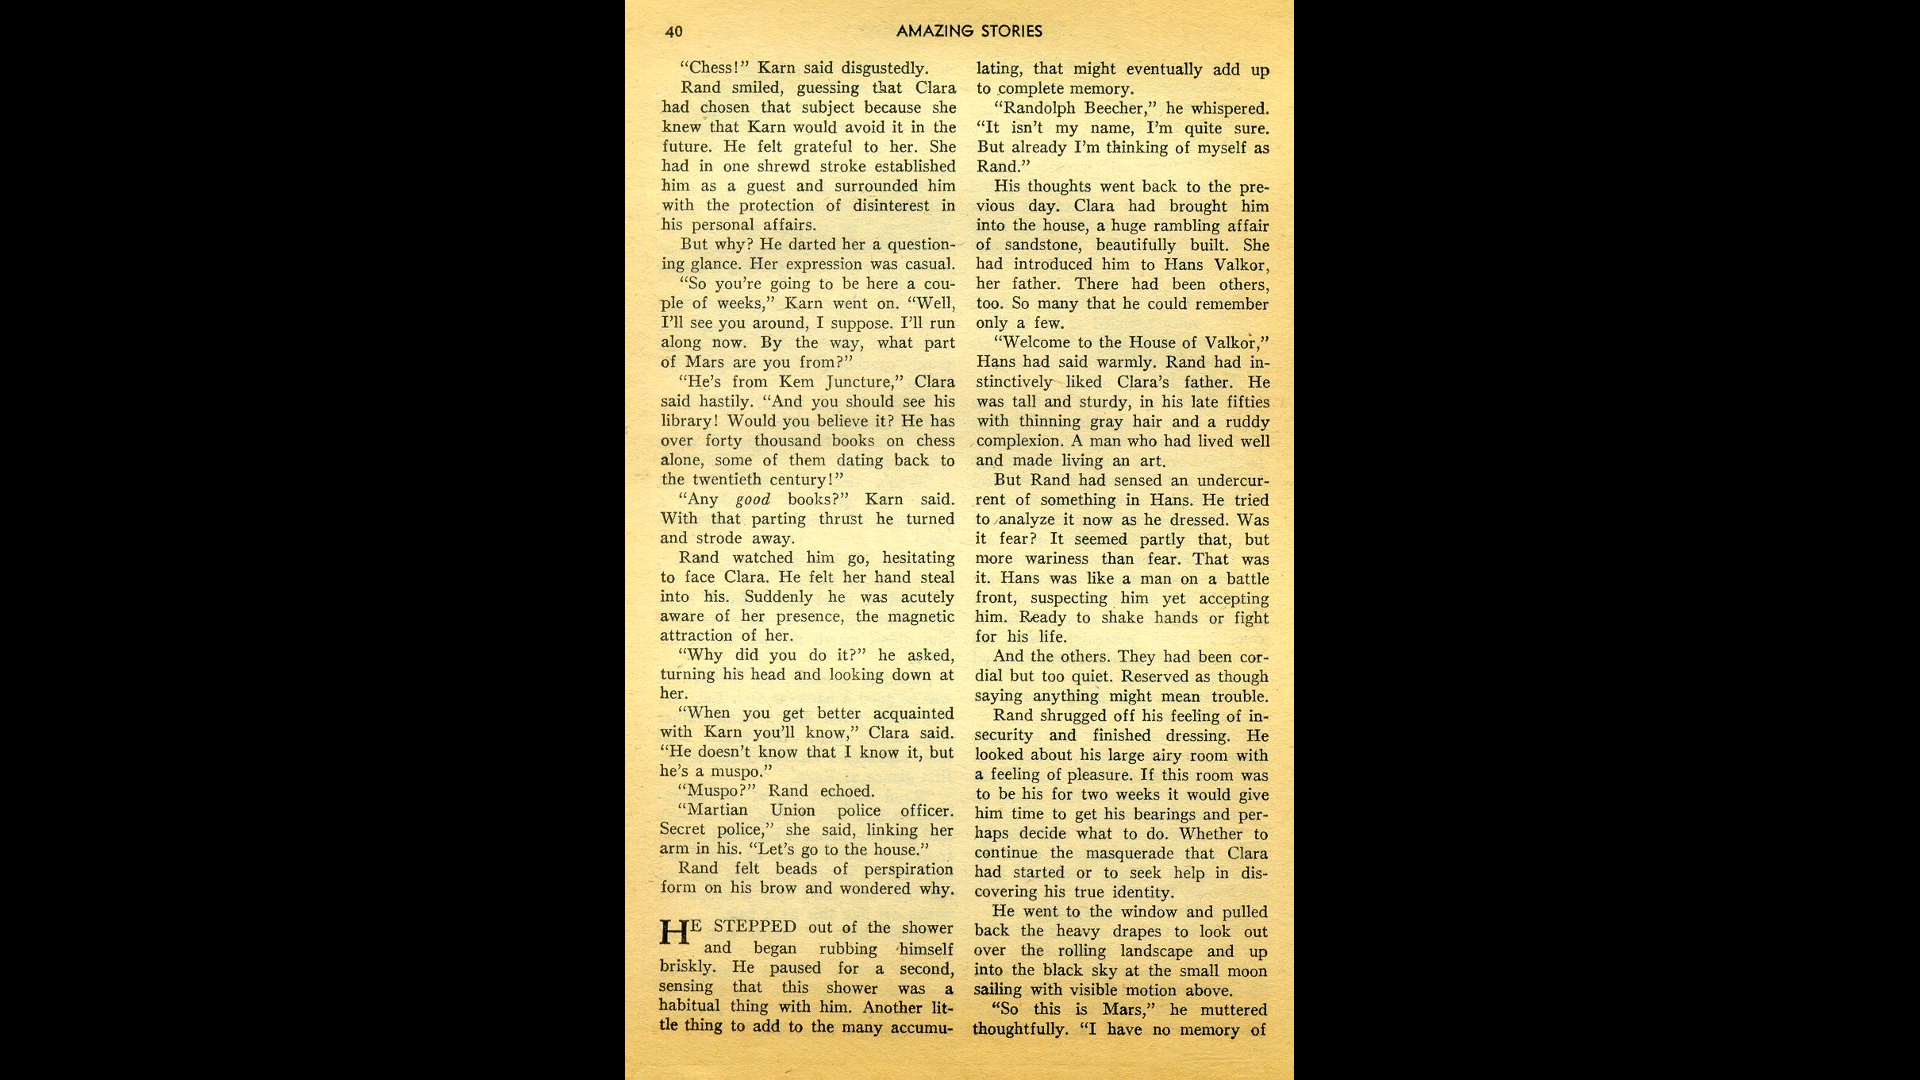 40
AMAZING STORIES
“Chess!” Karn said disgustedly.
Rand smiled, guessing that Clara
had chosen that subject because she
knew that Karn would avoid it in the
future. He felt grateful to her. She
had in one shrewd stroke established
him as a guest and surrounded him
with the protection of disinterest in
his personal affairs.
But why? He darted her a question-
ing glance. Her expression was casual.
“So you’re going to be here a cou-
ple of weeks,” Karn went on. “Well,
I’ll see you around, I suppose. I’ll run
along now. By the way, what part
of Mars are you from?”
“He’s from Kem Juncture,” Clara
said hastily. “And you should see his
library! Would you believe it? He has
over forty thousand books on chess
alone, some of them dating back to
the twentieth century!”
“Any good books?” Karn said.
With that parting thrust he turned
and strode away.
Rand watched him go, hesitating
to face Clara. He felt her hand steal
into his. Suddenly he was acutely
aware of her presence, the magnetic
attraction of her.
“Why did you do it?” he asked,
turning his head and looking down at
her.
“When you get better acquainted
with Karn you’ll know,” Clara said.
“He doesn’t know that I know it, but
he’s a muspo.”
“Muspo?” Rand echoed.
“Martian Union police officer.
Secret police,” she said, linking her
arm in his. “Let’s go to the house.”
Rand felt beads of perspiration
form on his brow and wondered why.
HE STEPPED out of the shower
and began rubbing himself
briskly. He paused for a second,
sensing that this shower was a
habitual thing with him. Another lit-
tle thing to add to the many accumu-
lating, that might eventually add up
to complete memory.
“Randolph Beecher,” he whispered.
“It isn’t my name, I’m quite sure.
But already I’m thinking of myself as
Rand.”
His thoughts went back to the pre-
vious day. Clara had brought him
into the house, a huge rambling affair
of sandstone, beautifully built. She
had introduced him to Hans Valkor,
her father. There had been others,
too. So many that he could remember
only a few.
“Welcome to the House of Valkor,”
Hans had said warmly. Rand had in-
stinctively liked Clara’s father. He
was tall and sturdy, in his late fifties
with thinning gray hair and a ruddy
complexion. A man who had lived well
and made living an art.
But Rand had sensed an undercur-
rent of something in Hans. He tried
to analyze it now as he dressed. Was
it fear? It seemed partly that, but
more wariness than fear. That was
it. Hans was like a man on a battle
front, suspecting him yet accepting
him. Ready to shake hands or fight
for his life.
And the others. They had been cor-
dial but too quiet. Reserved as though
saying anything might mean trouble.
Rand shrugged off his feeling of in-
security and finished dressing. He
looked about his large airy room with
a feeling of pleasure. If this room was
to be his for two weeks it would give
him time to get his bearings and per-
haps decide what to do. Whether to
continue the masquerade that Clara
had started or to seek help in dis-
covering his true identity.
He went to the window and pulled
back the heavy drapes to look out
over the rolling landscape and up
into the black sky at the small moon
sailing with visible motion above.
“So this is Mars,” he muttered
thoughtfully. “I have no memory of